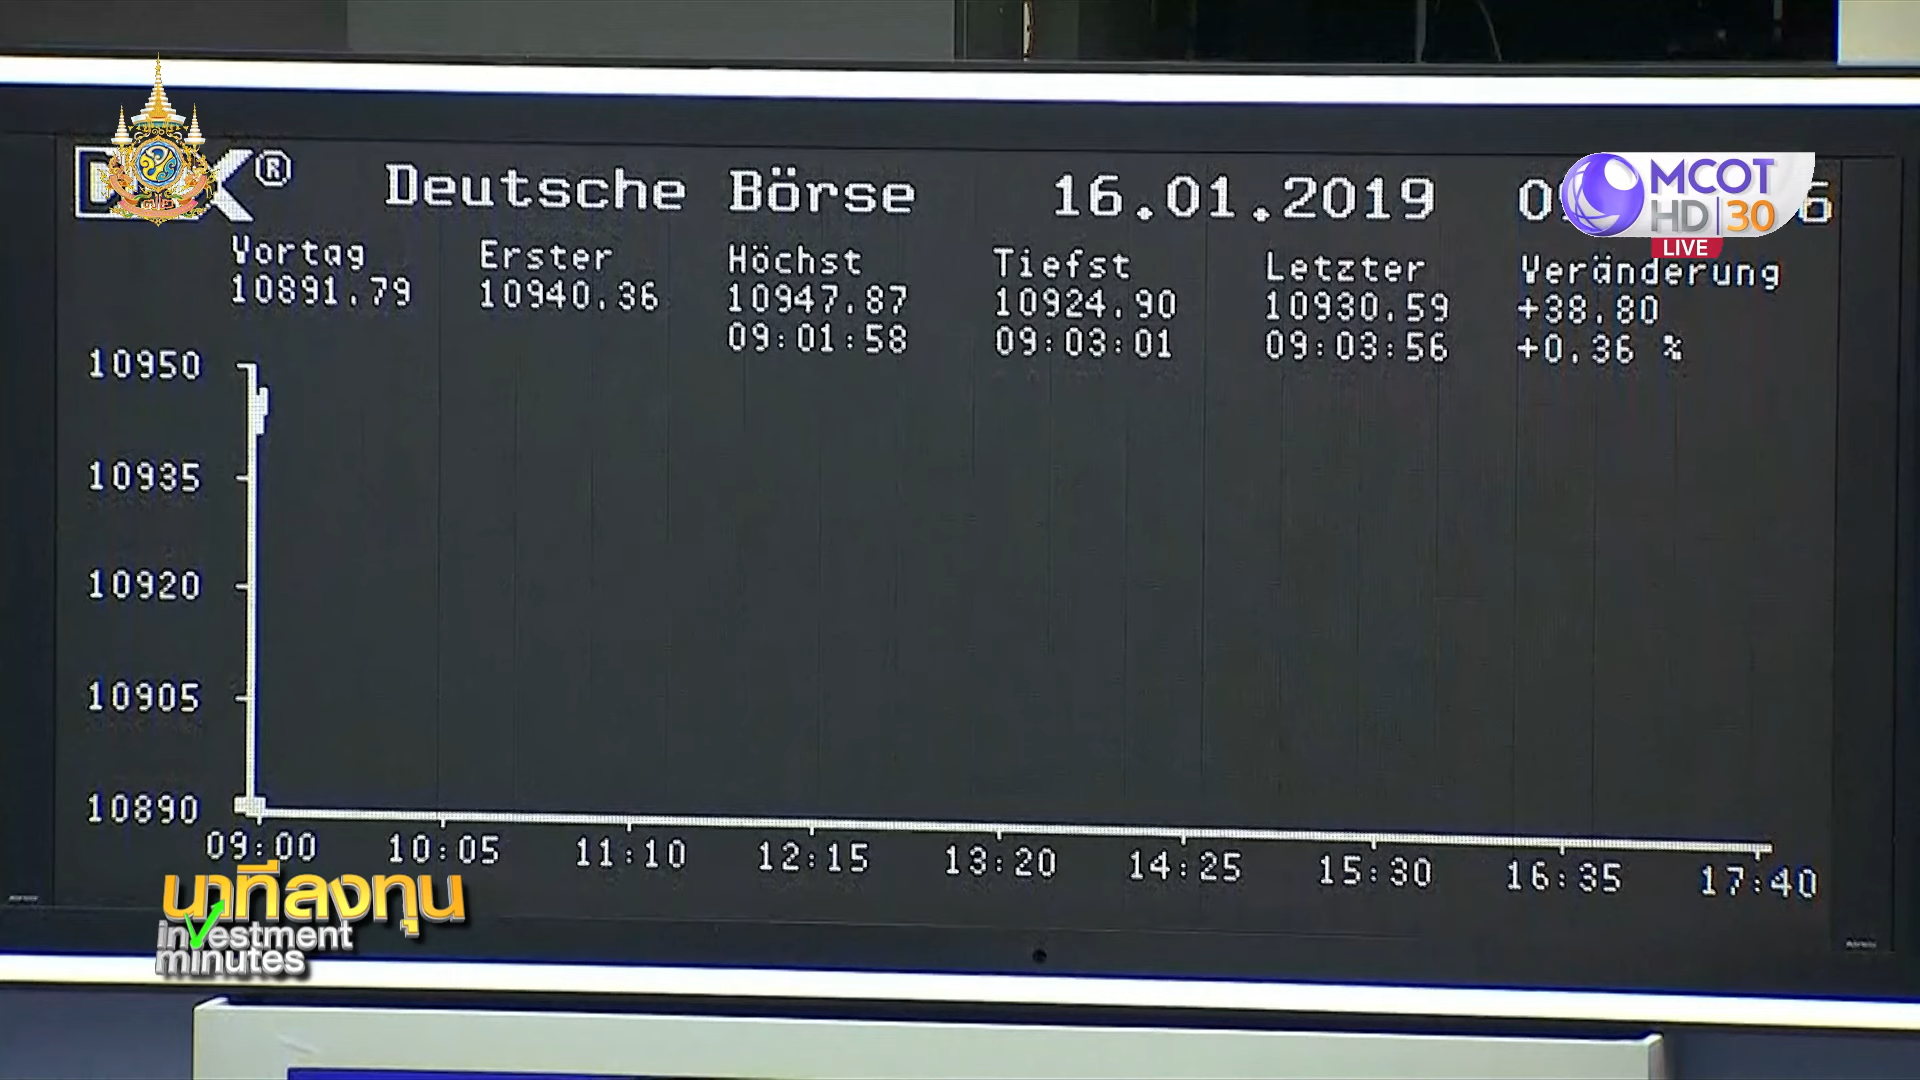 Deutsche Börse 16.01.2019
Vortag Erster Höchst Tiefst Letzter Veränderung
10891.79 10940.36 10947.87 10924.90 10930.59 +38.80
09:01:58 09:03:01 09:03:56 +0.36 %
10950
10935
10920
10905
10890
09:00 10:05 11:10 12:15 13:20 14:25 15:30 16:35 17:40
MCOT
HD 30
LIVE
นาทีลงทุน
investment
minutes